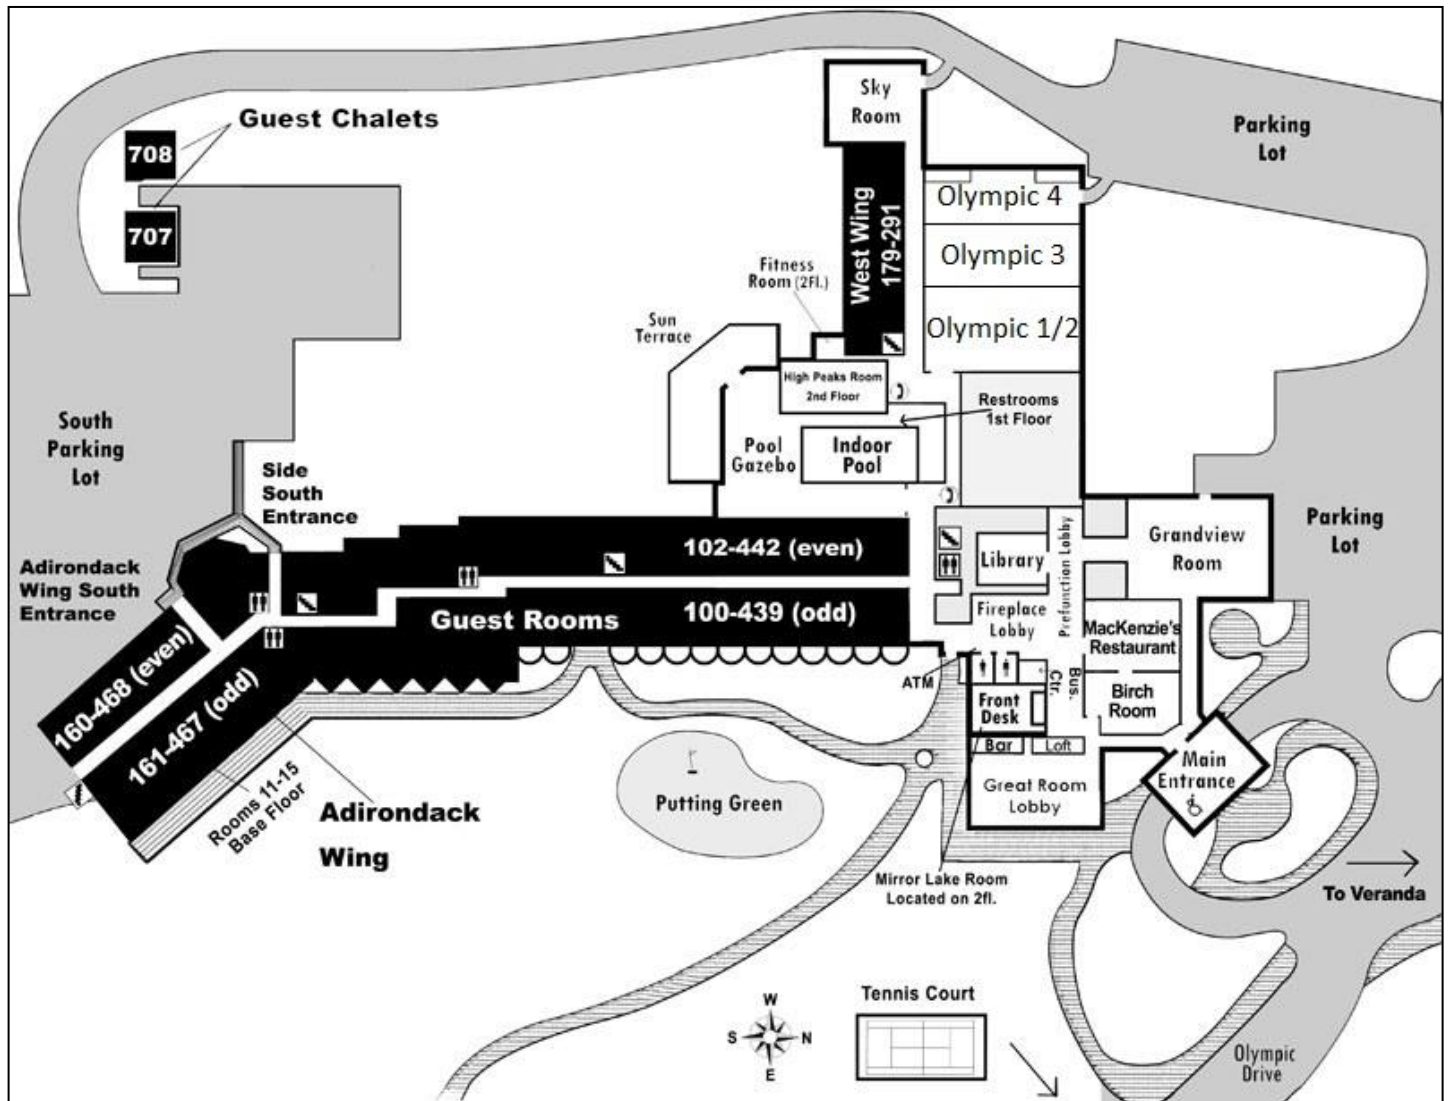 Guest Chalets
708
707
Sky
Room
Parking
Lot
West Wing
179-291
Olympic 4
Olympic 3
Olympic 1/2
Fitness
Room (2Fl.)
Sun
Terrace
High Peaks Room
2nd Floor
Restrooms
1st Floor
Pool
Gazebo
Indoor
Pool
South
Parking
Lot
Side
South
Entrance
Adirondack
Wing South
Entrance
102-442 (even)
100-439 (odd)
Guest Rooms
160-468 (even)
161-467 (odd)
Rooms 11-15
Base Floor
Adirondack
Wing
Library
Prefunction Lobby
Grandview
Room
Parking
Lot
Fireplace
Lobby
MacKenzie's
Restaurant
ATM
Bus.
Ctr.
Birch
Room
Front
Desk
Bar
Loft
Great Room
Lobby
Main
Entrance
Putting Green
Mirror Lake Room
Located on 2fl.
To Veranda
Tennis Court
W
S
N
E
Olympic
Drive